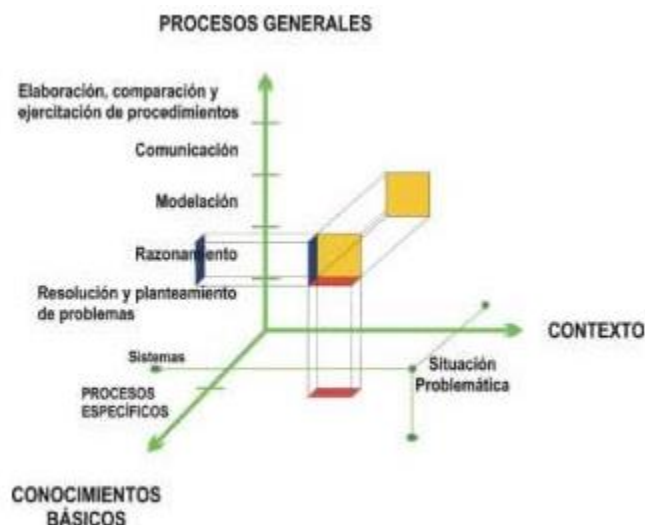 PROCESOS GENERALES
Elaboración, comparación y
ejercitación de procedimientos
Comunicación
Modelación
Razonamiento
Resolución y planteamiento
de problemas
CONTEXTO
Sistemas
Situación
Problemática
PROCESOS
ESPECÍFICOS
CONOCIMIENTOS
BÁSICOS